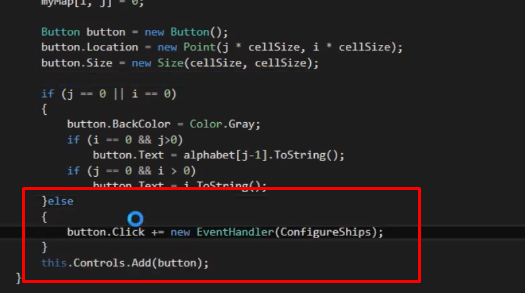 myMap[i, j] = 0;
Button button = new Button();
button.Location = new Point(j * cellSize, i * cellSize);
button.Size = new Size(cellSize, cellSize);
if (j == 0 || i == 0)
{
button.BackColor = Color.Gray;
if (i == 0 && j>0)
button.Text = alphabet[j-1].ToString();
if (j == 0 && i > 0)
button.Text = i.ToString();
}else
{
button.Click += new EventHandler(ConfigureShips);
}
this.Controls.Add(button);
}